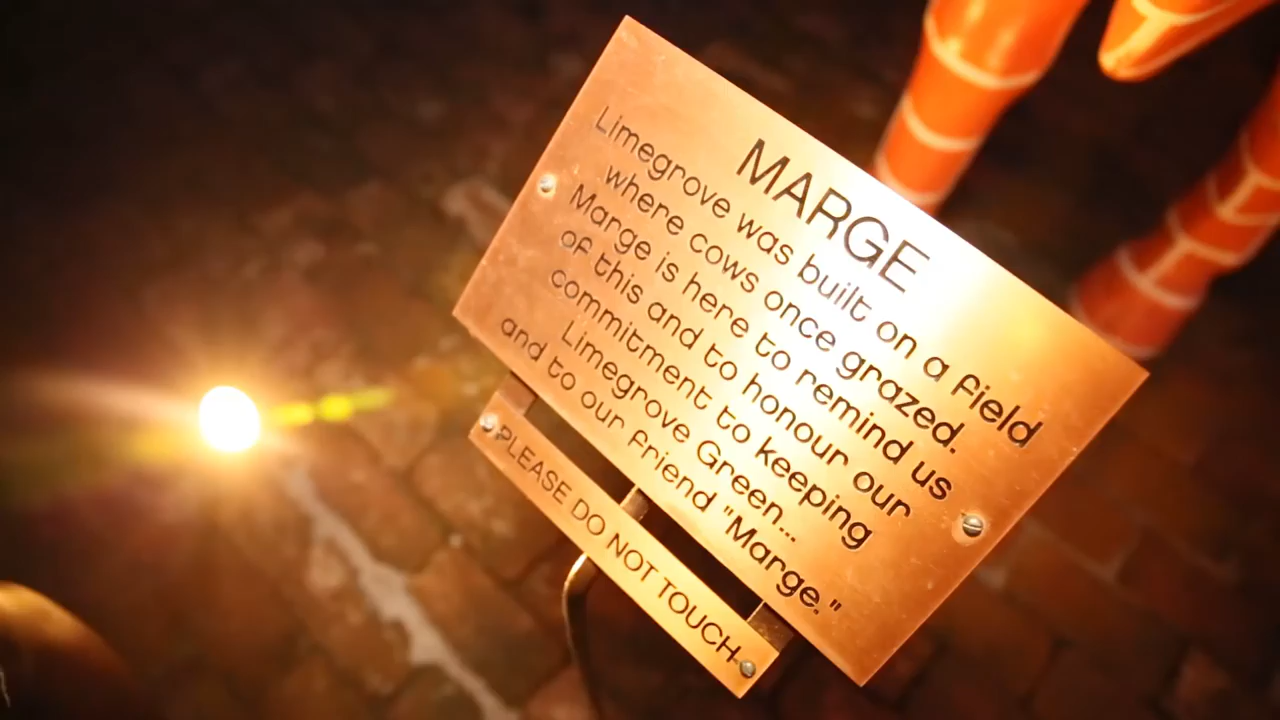 MARGE
Limegrove was built on a field
where cows once grazed.
Marge is here to remind us
of this and to honour our
commitment to keeping
Limegrove Green...
and to our friend "Marge."
PLEASE DO NOT TOUCH